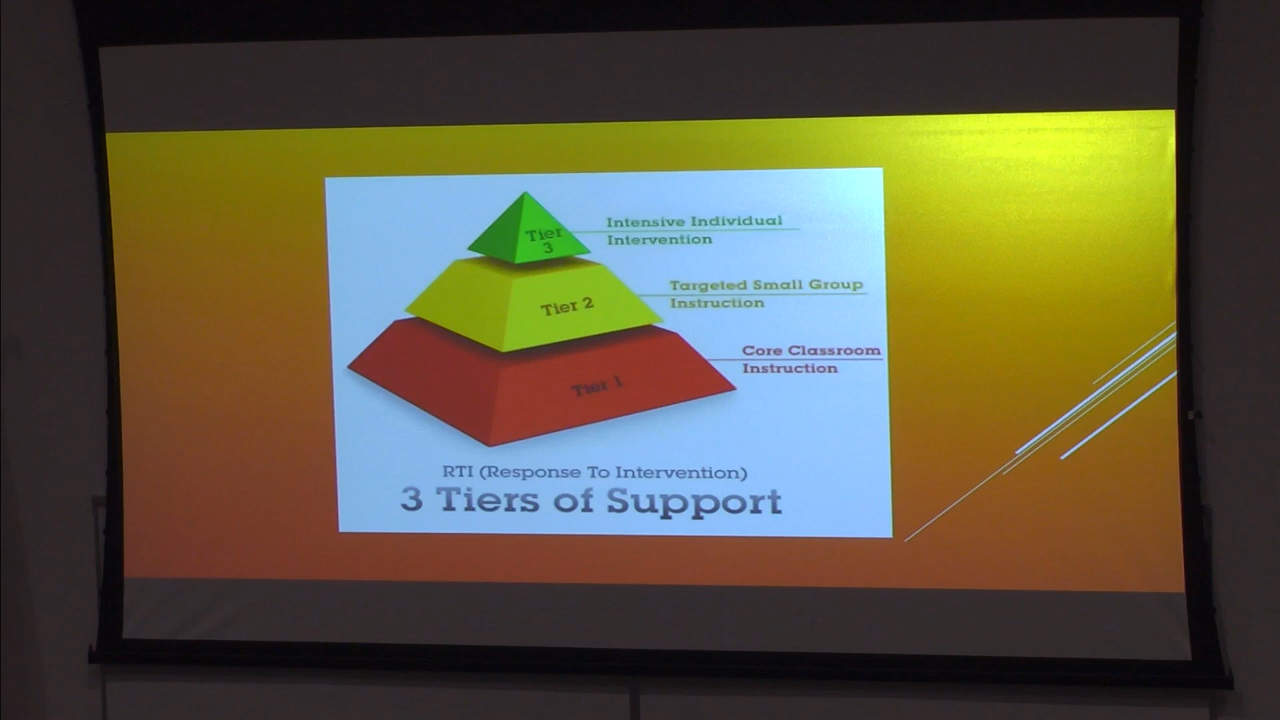 Tier
3
Intensive Individual
Intervention
Tier 2
Targeted Small Group
Instruction
Tier 1
Core Classroom
Instruction
RTI (Response To Intervention)
3 Tiers of Support